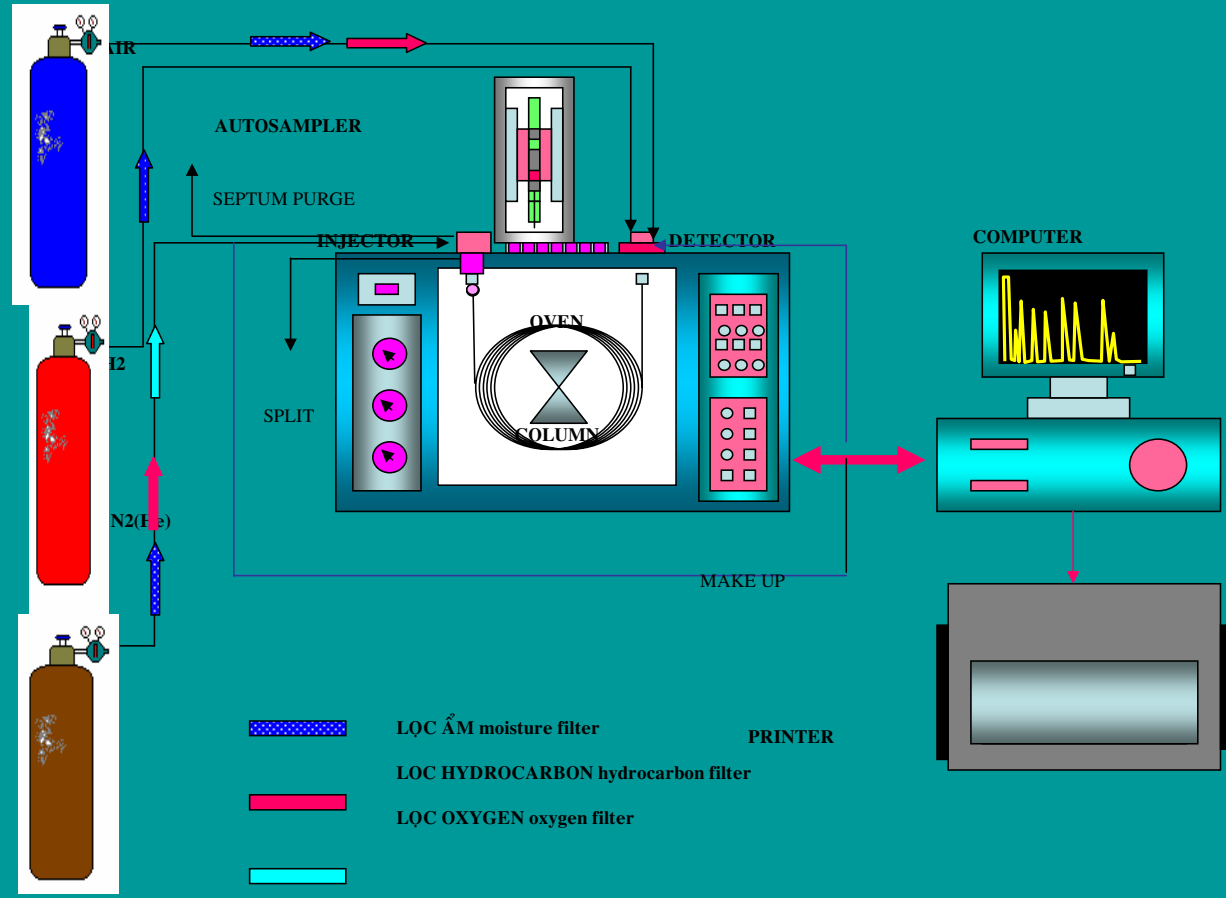 AIR
AUTOSAMPLER
SEPTUM PURGE
INJECTOR
DETECTOR
COMPUTER
OVEN
H2
SPLIT
COLUMN
N2(He)
MAKE UP
LỌC ẨM moisture filter
PRINTER
LOC HYDROCARBON hydrocarbon filter
LỌC OXYGEN oxygen filter